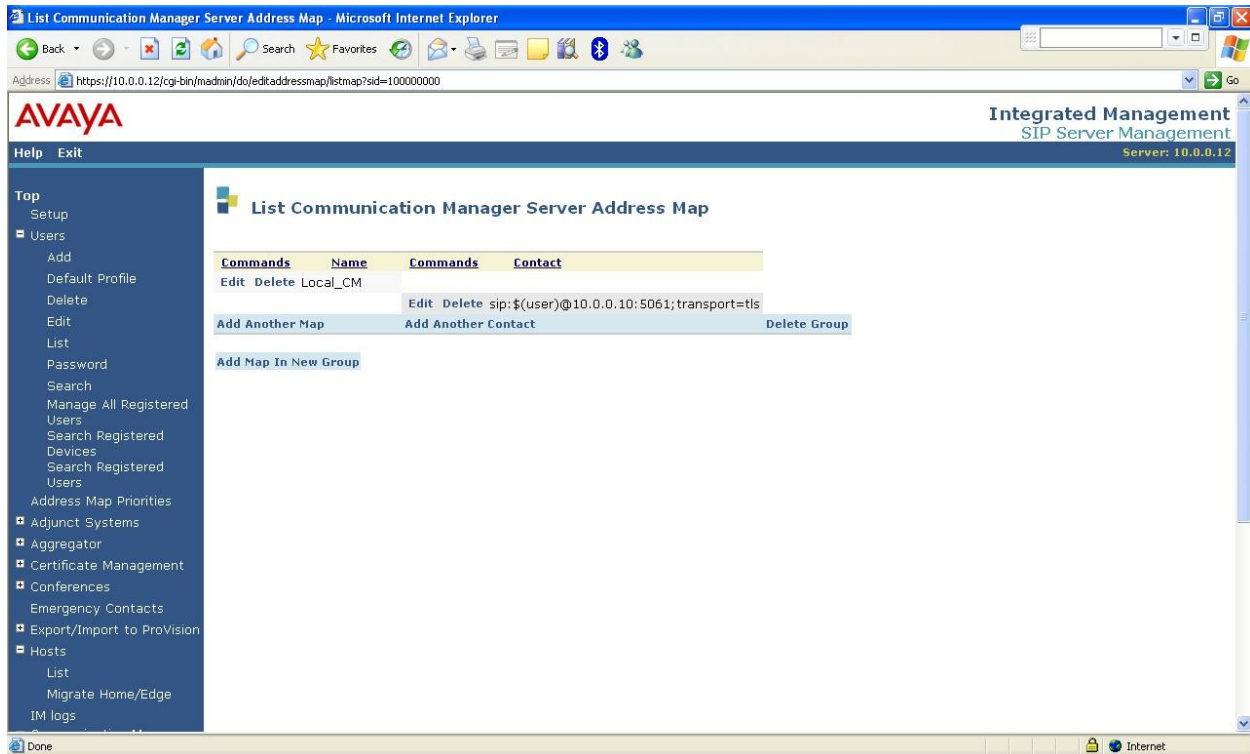 List Communication Manager Server Address Map - Microsoft Internet Explorer
Back Search Favorites
Address https://10.0.0.12/cgi-bin/madmin/do/editaddressmap/listmap?sid=100000000 Go
AVAYA
Integrated Management
SIP Server Management
Help Exit
Server: 10.0.0.12
Top
Setup
Users
Add
Default Profile
Delete
Edit
List
Password
Search
Manage All Registered
Users
Search Registered
Devices
Search Registered
Users
Address Map Priorities
Adjunct Systems
Aggregator
Certificate Management
Conferences
Emergency Contacts
Export/Import to ProVision
Hosts
List
Migrate Home/Edge
IM logs
List Communication Manager Server Address Map
Commands Name Commands Contact
Edit Delete Local_CM
Edit Delete sip:$(user)@10.0.0.10:5061;transport=tls
Add Another Map Add Another Contact Delete Group
Add Map In New Group
Done Internet